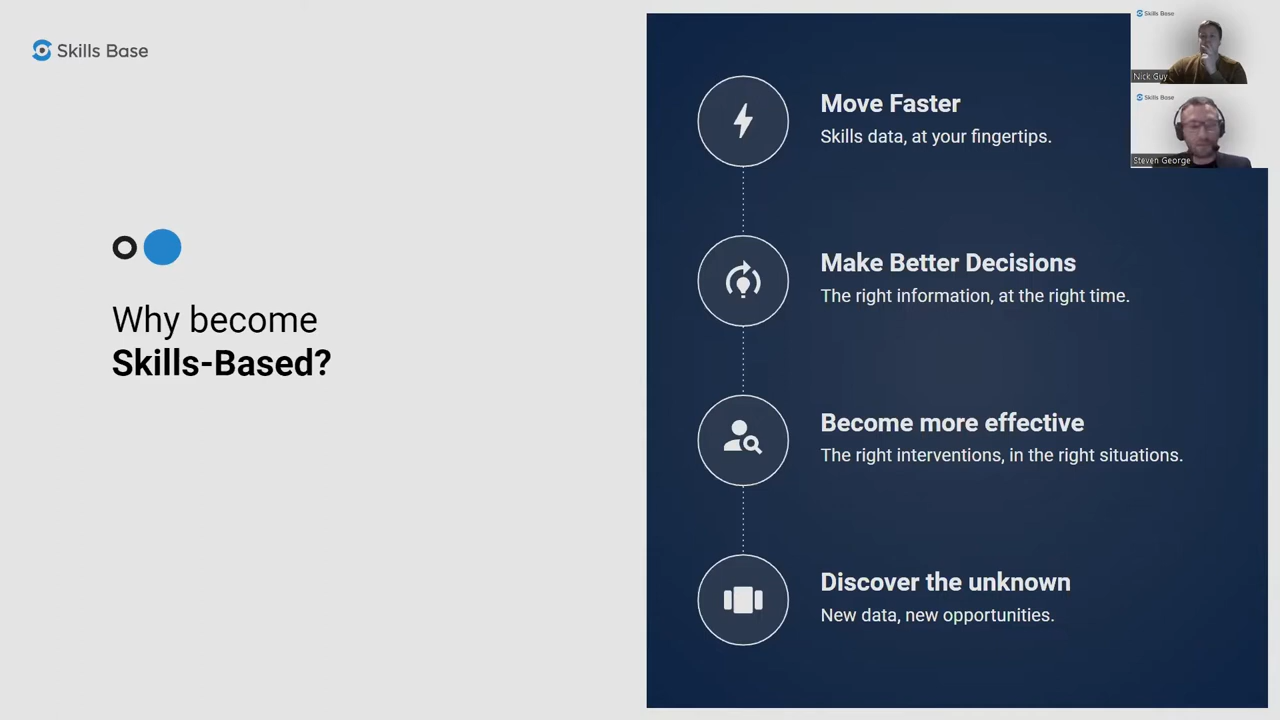 Skills Base
Why become
Skills-Based?
Move Faster
Skills data, at your fingertips.
Make Better Decisions
The right information, at the right time.
Become more effective
The right interventions, in the right situations.
Discover the unknown
New data, new opportunities.
Skills Base
Nick Guy
Skills Base
Steven George